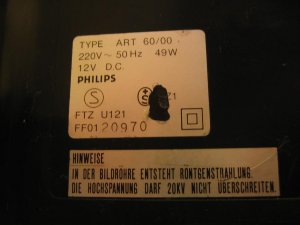 TYPE ART 60/00
220V ~ 50Hz 49W
12V D.C.
PHILIPS
S
FTZ U121
FF0120970
HINWEISE
IN DER BILDRÖHRE ENTSTEHT RÖNTGENSTRAHLUNG.
DIE HOCHSPANNUNG DARF 20KV NICHT ÜBERSCHREITEN.